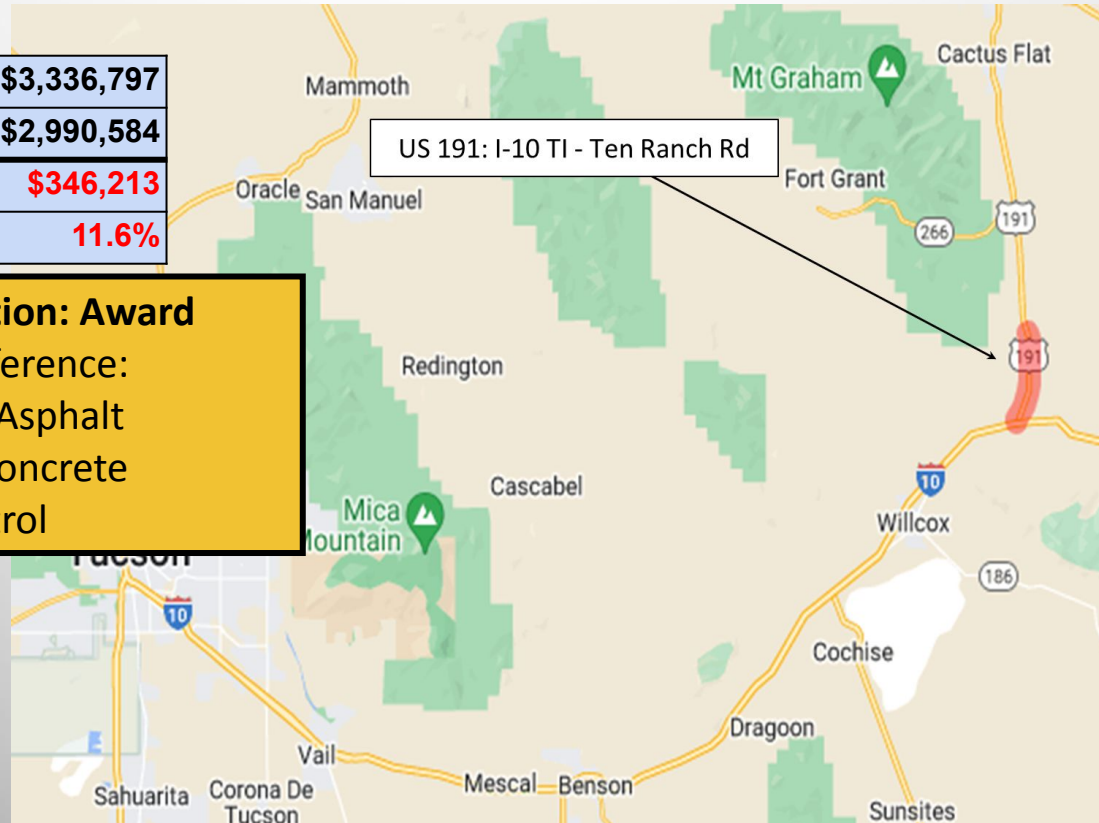 $3,336,797
$2,990,584
$346,213
11.6%
tion: Award
erence:
Asphalt
oncrete
rol
US 191: I-10 TI - Ten Ranch Rd
Cactus Flat
Mt Graham
Mammoth
Fort Grant
Oracle
San Manuel
191
266
191
Redington
10
Cascabel
Mica
Mountain
Willcox
Tucson
186
10
Cochise
Dragoon
Vail
Mescal
Benson
Sahuarita
Corona De
Tucson
Sunsites